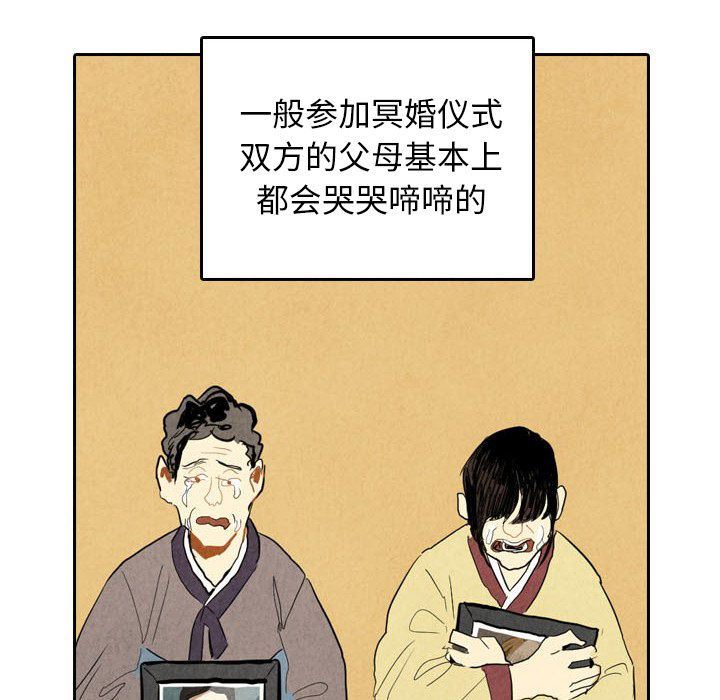 一般参加冥婚仪式
双方的父母基本上
都会哭哭啼啼的